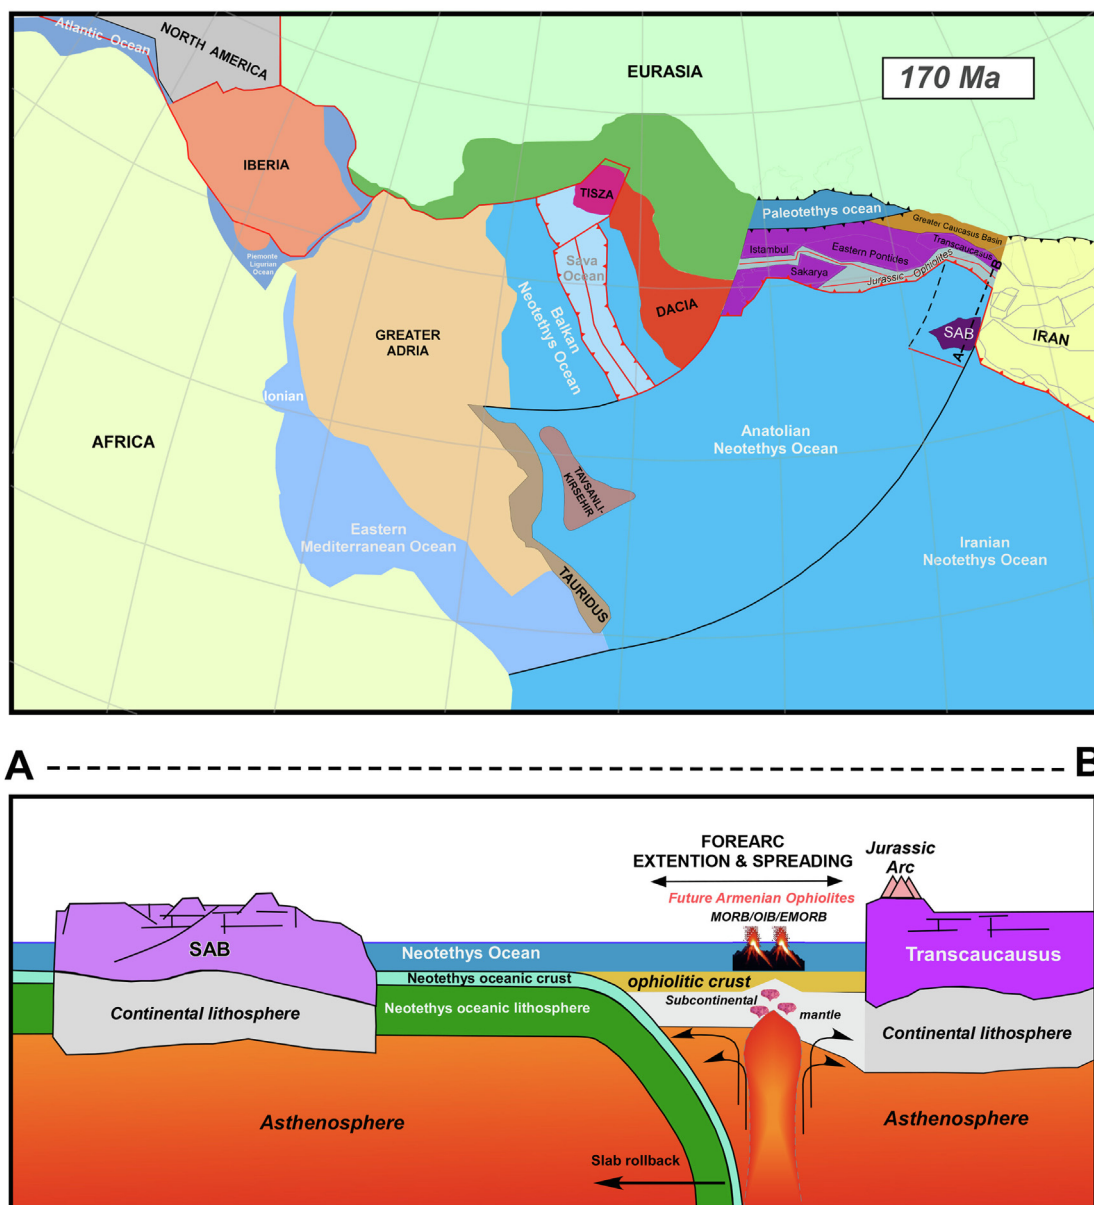 Atlantic Ocean
NORTH AMERICA
EURASIA
170 Ma
IBERIA
TISZA
Paleotethys ocean
Greater Caucasus Basin
Piemonte
Ligurian
Ocean
Istambul
Eastern Pontides
Transcaucasus
B
Sava
Ocean
Sakarya
Jurassic Ophiolites
Balkan
Neotethys Ocean
DACIA
GREATER
ADRIA
SAB
IRAN
A
Ionian
AFRICA
Anatolian
Neotethys Ocean
TAVSANLI-
KIRSEHIR
Eastern
Mediterranean Ocean
Iranian
Neotethys Ocean
TAURIDUS
A
B
FOREARC
EXTENTION & SPREADING
Jurassic
Arc
Future Armenian Ophiolites
MORB/OIB/EMORB
SAB
Neotethys Ocean
Transcaucausus
Neotethys oceanic crust
ophiolitic crust
Continental lithosphere
Neotethys oceanic lithosphere
Subcontinental
mantle
Continental lithosphere
Asthenosphere
Asthenosphere
Slab rollback